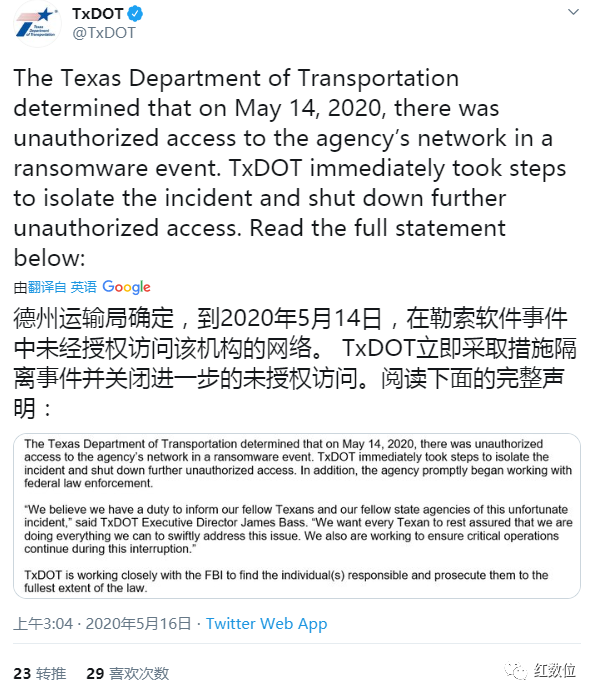 TxDOT
@TxDOT
The Texas Department of Transportation
determined that on May 14, 2020, there was
unauthorized access to the agency’s network in a
ransomware event. TxDOT immediately took steps
to isolate the incident and shut down further
unauthorized access. Read the full statement
below:
由翻译自 英语 Google
德州运输局确定，到2020年5月14日，在勒索软件事件
中未经授权访问该机构的网络。 TxDOT立即采取措施隔
离事件并关闭进一步的未授权访问。阅读下面的完整声
明：
The Texas Department of Transportation determined that on May 14, 2020, there was unauthorized
access to the agency's network in a ransomware event. TxDOT immediately took steps to isolate the
incident and shut down further unauthorized access. In addition, the agency promptly began working with
federal law enforcement.
“We believe we have a duty to inform our fellow Texans and our fellow state agencies of this unfortunate
incident,” said TxDOT Executive Director James Bass. “We want every Texan to rest assured that we are
doing everything we can to swiftly address this issue. We also are working to ensure critical operations
continue during this interruption.”
TxDOT is working closely with the FBI to find the individual(s) responsible and prosecute them to the
fullest extent of the law.
上午3:04 · 2020年5月16日 · Twitter Web App
23 转推 29 喜欢次数
红数位